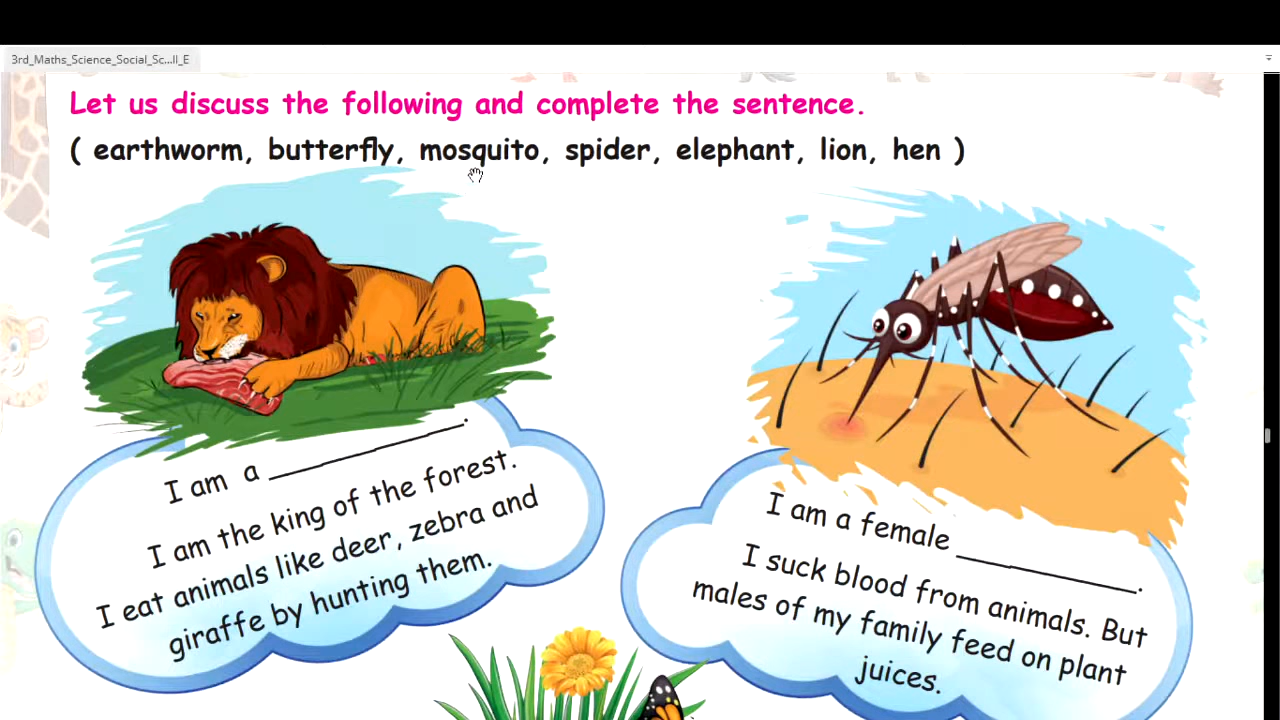 3rd_Maths_Science_Social_Sc...ll_E
Let us discuss the following and complete the sentence.
( earthworm, butterfly, mosquito, spider, elephant, lion, hen )
I am a ____________.
I am the king of the forest.
I eat animals like deer, zebra and
giraffe by hunting them.
I am a female ____________.
I suck blood from animals. But
males of my family feed on plant
juices.